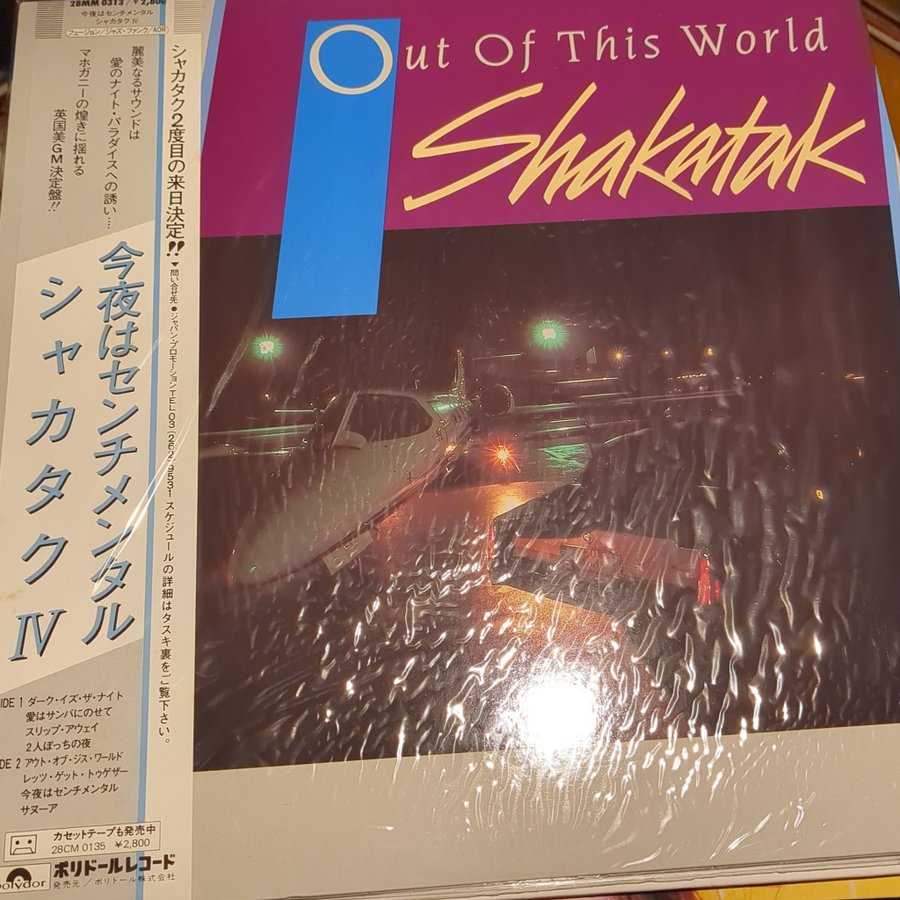 28MM 0313/￥2,800
今夜はセンチメンタル
シャカタク Ⅳ
フュージョン/ジャズ・ファンク/AOR
麗美なるサウンドは
愛のナイト・パラダイスへの誘い…
マホガニーの煌きに揺れる
英国美GM決定盤!!
今夜はセンチメンタル
シャカタク Ⅳ
シャカタク2度目の来日決定!!
▼問い合せ先●ジャパン・プロモーションTEL03(262)9531 スケジュールの詳細はタスキ裏をご覧下さい。
SIDE 1 ダーク・イズ・ザ・ナイト
愛はサンバにのせて
スリップ・アウェイ
2人ぼっちの夜
SIDE 2 アウト・オブ・ジス・ワールド
レッツ・ゲット・トゥゲザー
今夜はセンチメンタル
サヌーア
カセットテープも発売中
28CM 0135 ￥2,800
polydor ポリドールレコード
発売元/ポリドール株式会社
Out Of This World
Shakatak